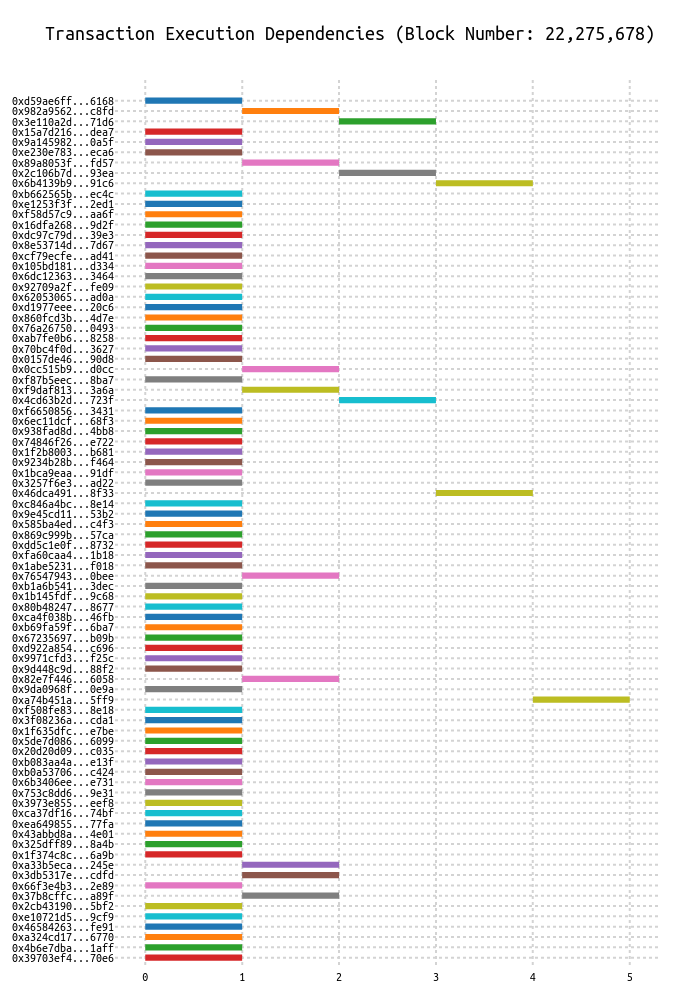 Transaction Execution Dependencies (Block Number: 22,275,678)
0xd59ae6ff...6168
0x982a9562...c8fd
0x3e110a2d...71d6
0x15a7d216...dea7
0x9a145982...0a5f
0xe230e783...eca6
0x89a8053f...fd57
0x2c106b7d...93ea
0x6b4139b9...91c6
0xb662565b...ec4c
0xe1253f3f...2ed1
0xf58d57c9...aa6f
0x16dfa268...9d2f
0xdc97c79d...39e3
0x8e53714d...7d67
0xcf79ecfe...ad41
0x105bd181...d334
0x6dc12363...3464
0x92709a2f...fe09
0x62053065...ad0a
0xd1977eee...20c6
0x860fcd3b...4d7e
0x76a26750...0493
0xab7fe0b6...8258
0x70bc4f0d...3627
0x0157de46...90d8
0x0cc515b9...d0cc
0xf87b5eec...8ba7
0xf9daf813...3a6a
0x4cd63b2d...723f
0xf6650856...3431
0x6ec11dcf...68f3
0x938fad8d...4bb8
0x74846f26...e722
0x1f2b8003...b681
0x9234b28b...f464
0x1bca9eaa...91df
0x3257f6e3...ad22
0x46dca491...8f33
0xc846a4bc...8e14
0x9e45cd11...53b2
0x585ba4ed...c4f3
0x869c999b...57ca
0xdd5c1e0f...8732
0xfa60caa4...1b18
0x1abe5231...f018
0x76547943...0bee
0xb1a6b541...3dec
0x1b145fdf...9c68
0x80b48247...8677
0xca4f038b...46fb
0xb69fa59f...6ba7
0x67235697...b09b
0xd922a854...c696
0x9971cfd3...f25c
0x9d448c9d...88f2
0x82e7f446...6058
0x9da0968f...0e9a
0xa74b451a...5ff9
0xf508fe83...8e18
0x3f08236a...cda1
0x1f635dfc...e7be
0x5de7d086...6099
0x20d20d09...c035
0xb083aa4a...e13f
0xb0a53706...c424
0x6b3406ee...e731
0x753c8dd6...9e31
0x3973e855...eef8
0xca37df16...74bf
0xea649855...77fa
0x43abbd8a...4e01
0x325dff89...8a4b
0x1f374c8c...6a9b
0xa33b5eca...245e
0x3db5317e...cdfd
0x66f3e4b3...2e89
0x37b8cffc...a89f
0x2cb43190...5bf2
0xe10721d5...9cf9
0x46584263...fe91
0xa324cd17...6770
0x4b6e7dba...1aff
0x39703ef4...70e6
0 1 2 3 4 5